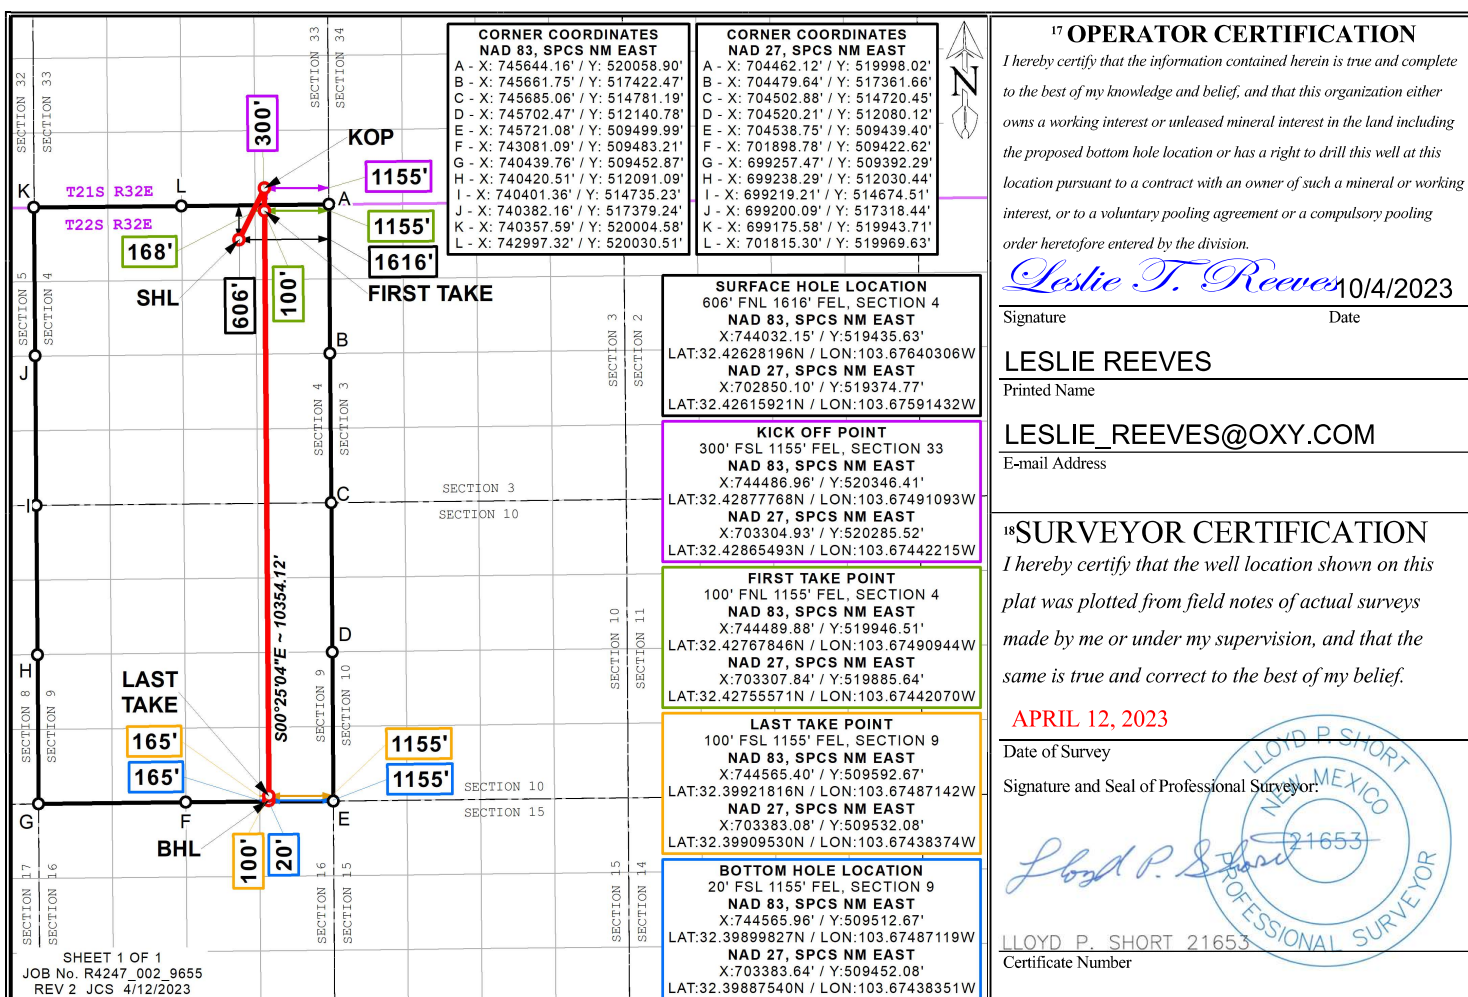 SECTION 32
SECTION 33
SECTION 33
SECTION 34
300'
KOP
1155'
K
T21S R32E
L
A
T22S R32E
168'
1155'
1616'
SHL
606'
100'
FIRST TAKE
SECTION 5
SECTION 4
B
J
SECTION 4
SECTION 3
SECTION 3
SECTION 2
I
C
SECTION 3
SECTION 10
S00°25'04"E ~ 10354.12'
H
D
SECTION 8
SECTION 9
SECTION 9
SECTION 10
SECTION 10
SECTION 11
LAST
TAKE
165'
165'
1155'
1155'
SECTION 10
SECTION 15
G
F
E
BHL
100'
20'
SECTION 17
SECTION 16
SECTION 16
SECTION 15
SECTION 15
SECTION 14
SHEET 1 OF 1
JOB No. R4247_002_9655
REV 2 JCS 4/12/2023
CORNER COORDINATES
NAD 83, SPCS NM EAST
A - X: 745644.16' / Y: 520058.90'
B - X: 745661.75' / Y: 517422.47'
C - X: 745685.06' / Y: 514781.19'
D - X: 745702.47' / Y: 512140.78'
E - X: 745721.08' / Y: 509499.99'
F - X: 743081.09' / Y: 509483.21'
G - X: 740439.76' / Y: 509452.87'
H - X: 740420.51' / Y: 512091.09'
I - X: 740401.36' / Y: 514735.23'
J - X: 740382.16' / Y: 517379.24'
K - X: 740357.59' / Y: 520004.58'
L - X: 742997.32' / Y: 520030.51'
CORNER COORDINATES
NAD 27, SPCS NM EAST
A - X: 704462.12' / Y: 519998.02'
B - X: 704479.64' / Y: 517361.66'
C - X: 704502.88' / Y: 514720.45'
D - X: 704520.21' / Y: 512080.12'
E - X: 704538.75' / Y: 509439.40'
F - X: 701898.78' / Y: 509422.62'
G - X: 699257.47' / Y: 509392.29'
H - X: 699238.29' / Y: 512030.44'
I - X: 699219.21' / Y: 514674.51'
J - X: 699200.09' / Y: 517318.44'
K - X: 699175.58' / Y: 519943.71'
L - X: 701815.30' / Y: 519969.63'
N
SURFACE HOLE LOCATION
606' FNL 1616' FEL, SECTION 4
NAD 83, SPCS NM EAST
X:744032.15' / Y:519435.63'
LAT:32.42628196N / LON:103.67640306W
NAD 27, SPCS NM EAST
X:702850.10' / Y:519374.77'
LAT:32.42615921N / LON:103.67591432W
KICK OFF POINT
300' FSL 1155' FEL, SECTION 33
NAD 83, SPCS NM EAST
X:744486.96' / Y:520346.41'
LAT:32.42877768N / LON:103.67491093W
NAD 27, SPCS NM EAST
X:703304.93' / Y:520285.52'
LAT:32.42865493N / LON:103.67442215W
FIRST TAKE POINT
100' FNL 1155' FEL, SECTION 4
NAD 83, SPCS NM EAST
X:744489.88' / Y:519946.51'
LAT:32.42767846N / LON:103.67490944W
NAD 27, SPCS NM EAST
X:703307.84' / Y:519885.64'
LAT:32.42755571N / LON:103.67442070W
LAST TAKE POINT
100' FSL 1155' FEL, SECTION 9
NAD 83, SPCS NM EAST
X:744565.40' / Y:509592.67'
LAT:32.39921816N / LON:103.67487142W
NAD 27, SPCS NM EAST
X:703383.08' / Y:509532.08'
LAT:32.39909530N / LON:103.67438374W
BOTTOM HOLE LOCATION
20' FSL 1155' FEL, SECTION 9
NAD 83, SPCS NM EAST
X:744565.96' / Y:509512.67'
LAT:32.39899827N / LON:103.67487119W
NAD 27, SPCS NM EAST
X:703383.64' / Y:509452.08'
LAT:32.39887540N / LON:103.67438351W
17 OPERATOR CERTIFICATION
I hereby certify that the information contained herein is true and complete
to the best of my knowledge and belief, and that this organization either
owns a working interest or unleased mineral interest in the land including
the proposed bottom hole location or has a right to drill this well at this
location pursuant to a contract with an owner of such a mineral or working
interest, or to a voluntary pooling agreement or a compulsory pooling
order heretofore entered by the division.
Leslie T. Reeves 10/4/2023
Signature Date
LESLIE REEVES
Printed Name
LESLIE_REEVES@OXY.COM
E-mail Address
18 SURVEYOR CERTIFICATION
I hereby certify that the well location shown on this
plat was plotted from field notes of actual surveys
made by me or under my supervision, and that the
same is true and correct to the best of my belief.
APRIL 12, 2023
Date of Survey
Signature and Seal of Professional Surveyor:
Lloyd P. Short
LLOYD P. SHORT
NEW MEXICO
21653
PROFESSIONAL SURVEYOR
LLOYD P. SHORT 21653
Certificate Number